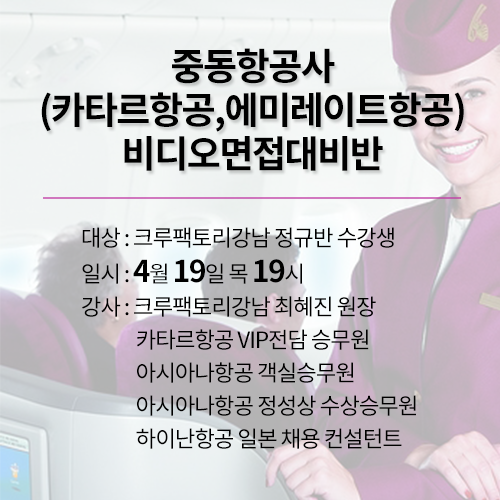 중동항공사
(카타르항공,에미레이트항공)
비디오면접대비반
대상 : 크루팩토리강남 정규반 수강생
일시 : 4월 19일 목 19시
강사 : 크루팩토리강남 최혜진 원장
카타르항공 VIP전담 승무원
아시아나항공 객실승무원
아시아나항공 정성상 수상승무원
하이난항공 일본 채용 컨설턴트